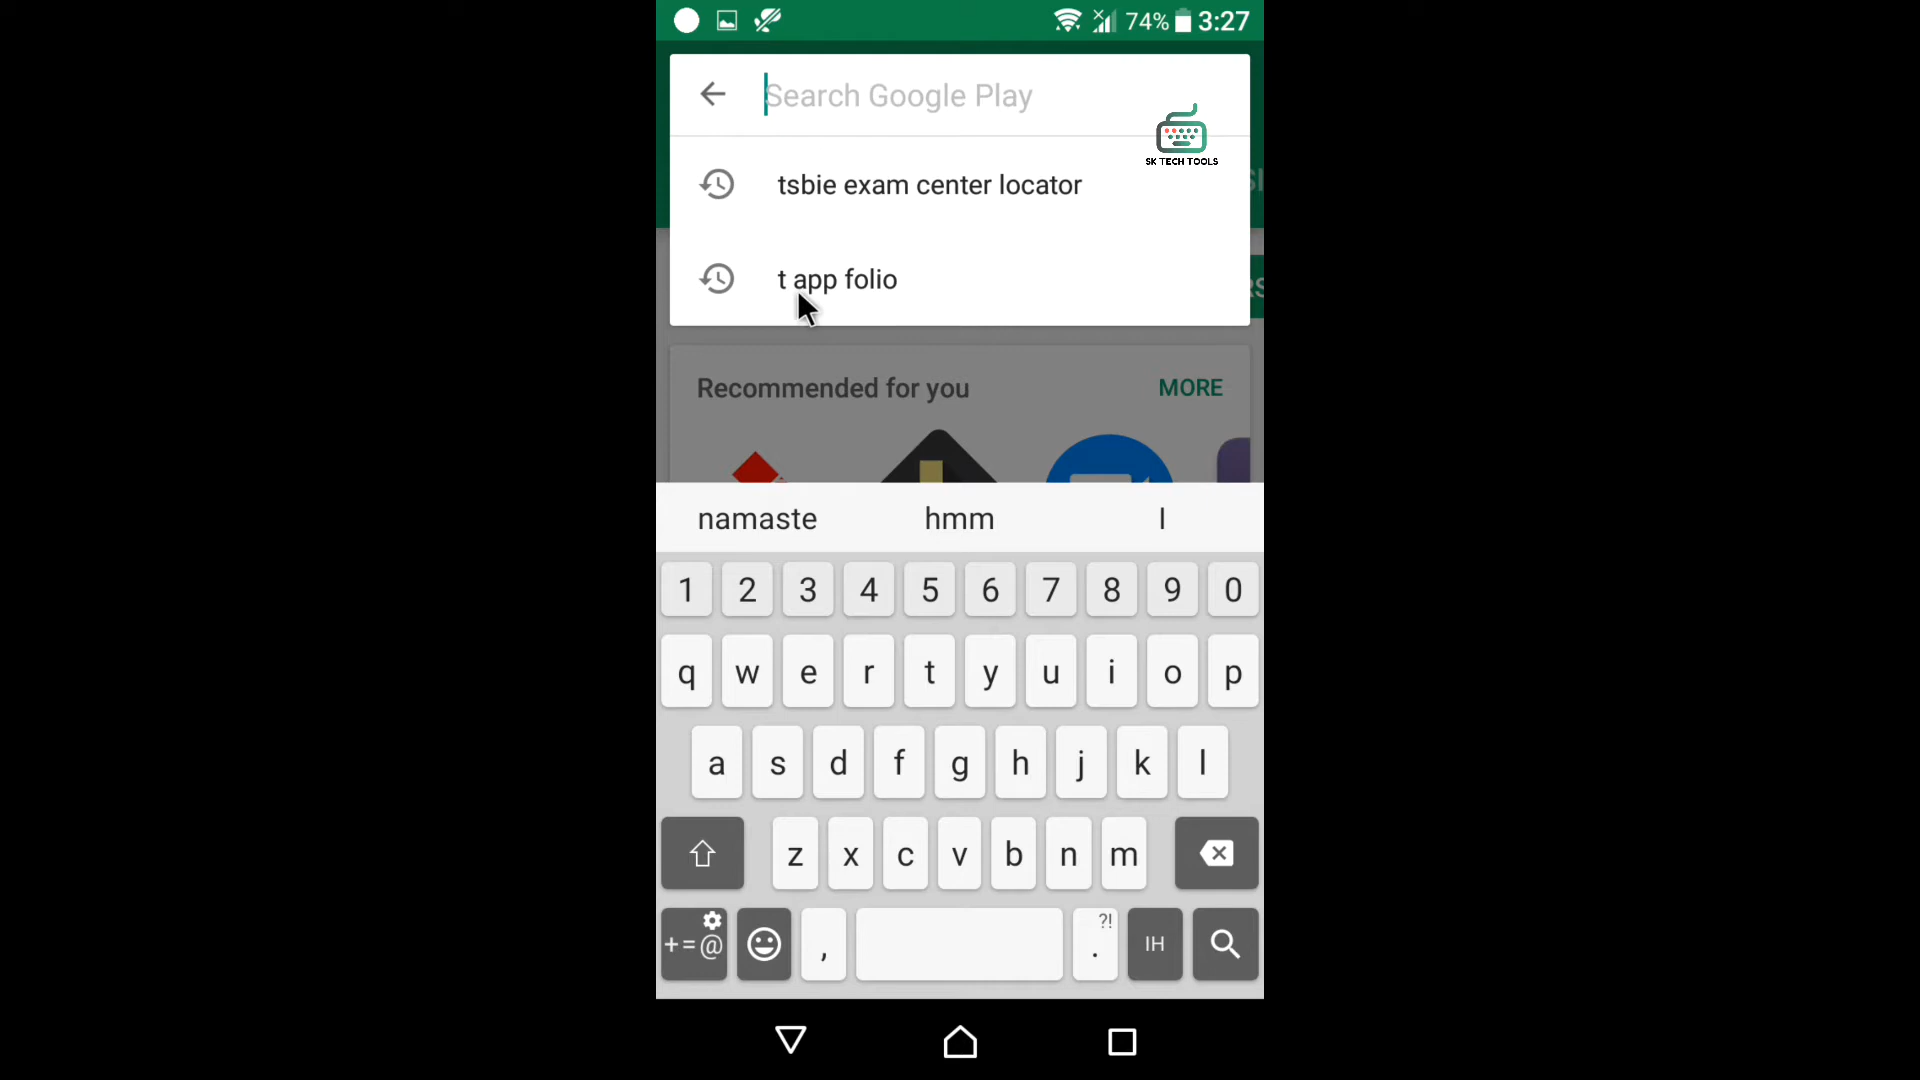 74% 3:27
Search Google Play
SK TECH TOOLS
tsbie exam center locator
t app folio
Recommended for you MORE
namaste hmm I
1 2 3 4 5 6 7 8 9 0
q w e r t y u i o p
a s d f g h j k l
z x c v b n m
+=@ , ?! . IH